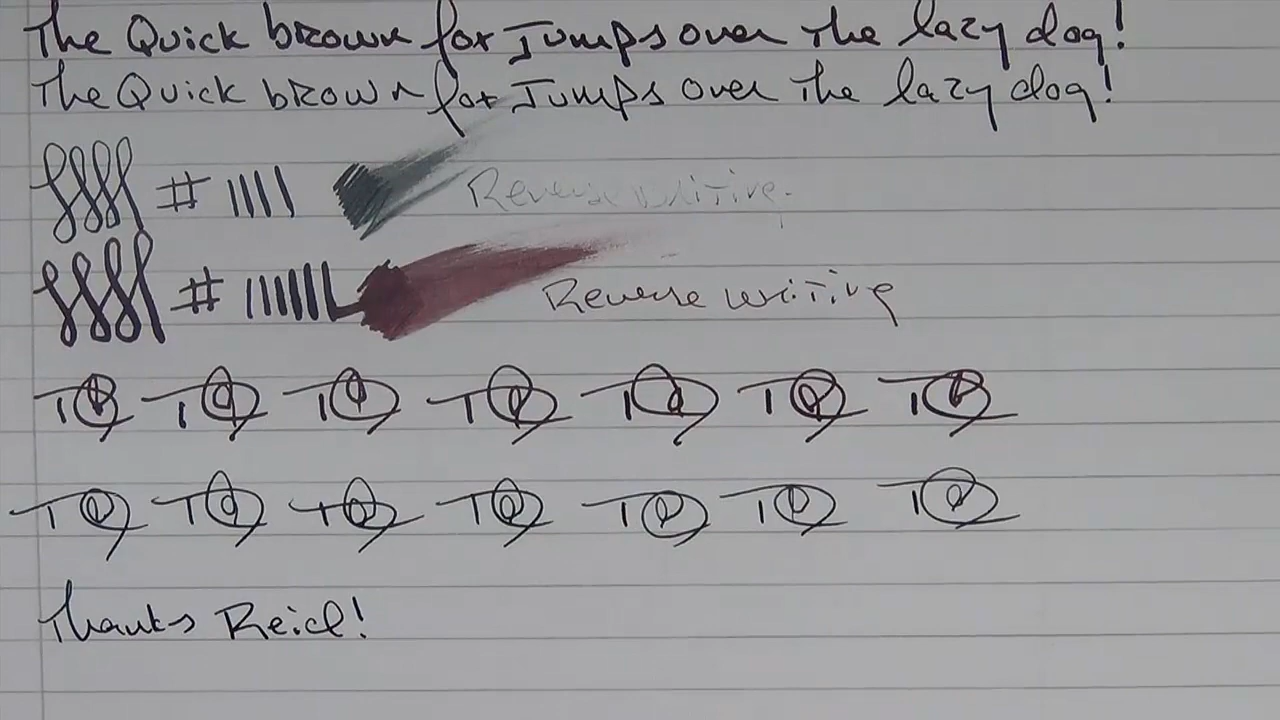 The Quick brown fox Jumps over the lazy dog!
The Quick brown fox Jumps over the lazy dog!
# Reverse writing.
# Reverse writing
Thanks Reid!